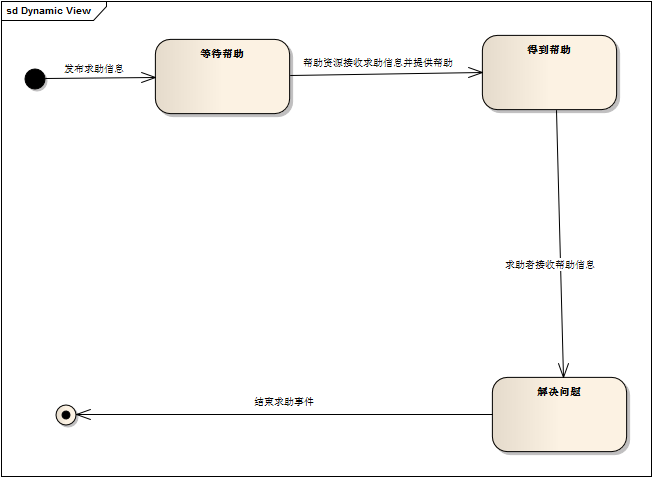 sd Dynamic View
等待帮助
得到帮助
发布求助信息
帮助资源接收求助信息并提供帮助
求助者接收帮助信息
解决问题
结束求助事件